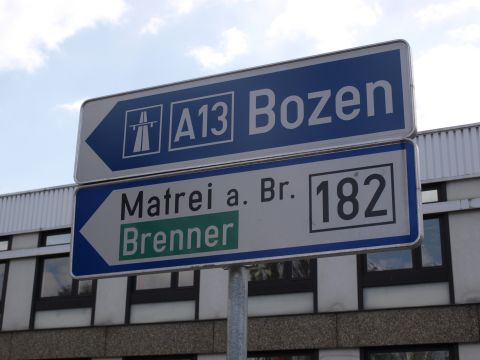 A13 Bozen
Matrei a. Br. 182
Brenner